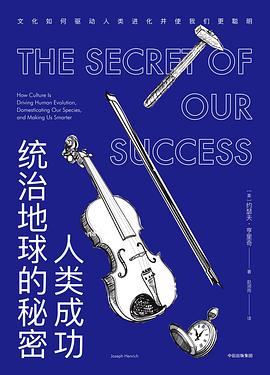 文化如何驱动人类进化并使我们更聪明
THE SECRET OF
OUR
SUCCESS
How Culture Is
Driving Human Evolution,
Domesticating Our Species,
and Making Us Smarter
人类成功
统治地球的秘密
[美] 约瑟夫·亨里奇 著
赵润雨 译
Joseph Henrich
中信出版集团